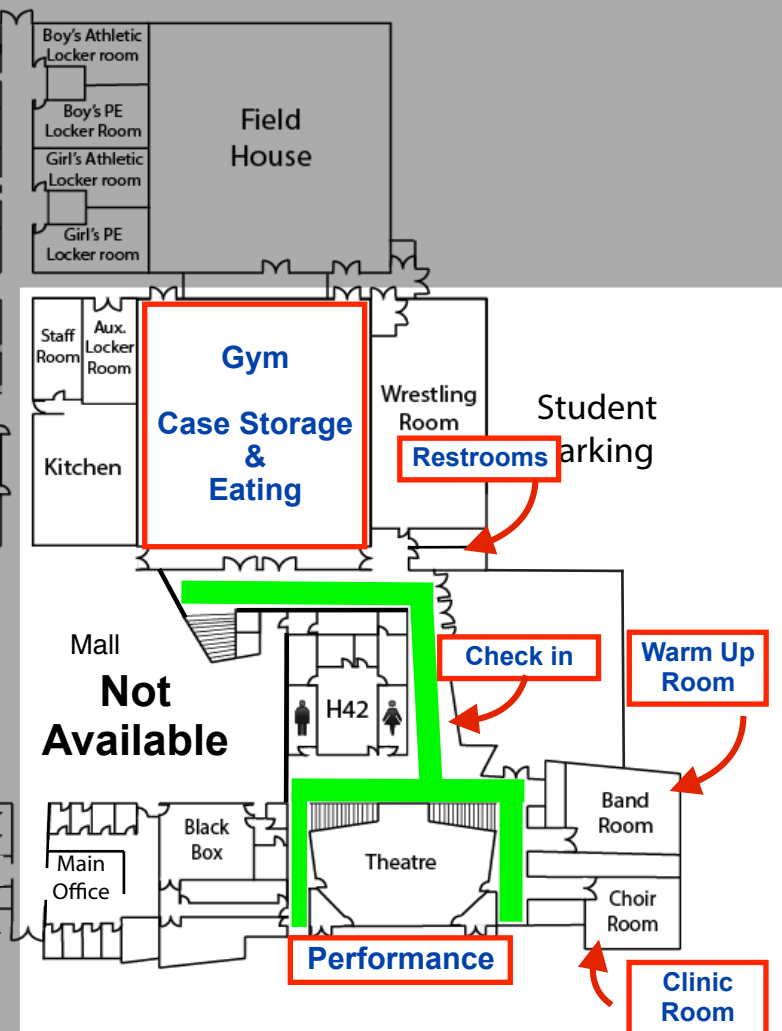 Boy's Athletic
Locker room
Boy's PE
Locker Room
Girl's Athletic
Locker room
Girl's PE
Locker room
Field
House
Staff
Room
Aux.
Locker
Room
Kitchen
Gym
Case Storage
&
Eating
Wrestling
Room
Student
arking
Restrooms
Mall
Not
Available
H42
Check in
Warm Up
Room
Band
Room
Black
Box
Main
Office
Theatre
Choir
Room
Performance
Clinic
Room